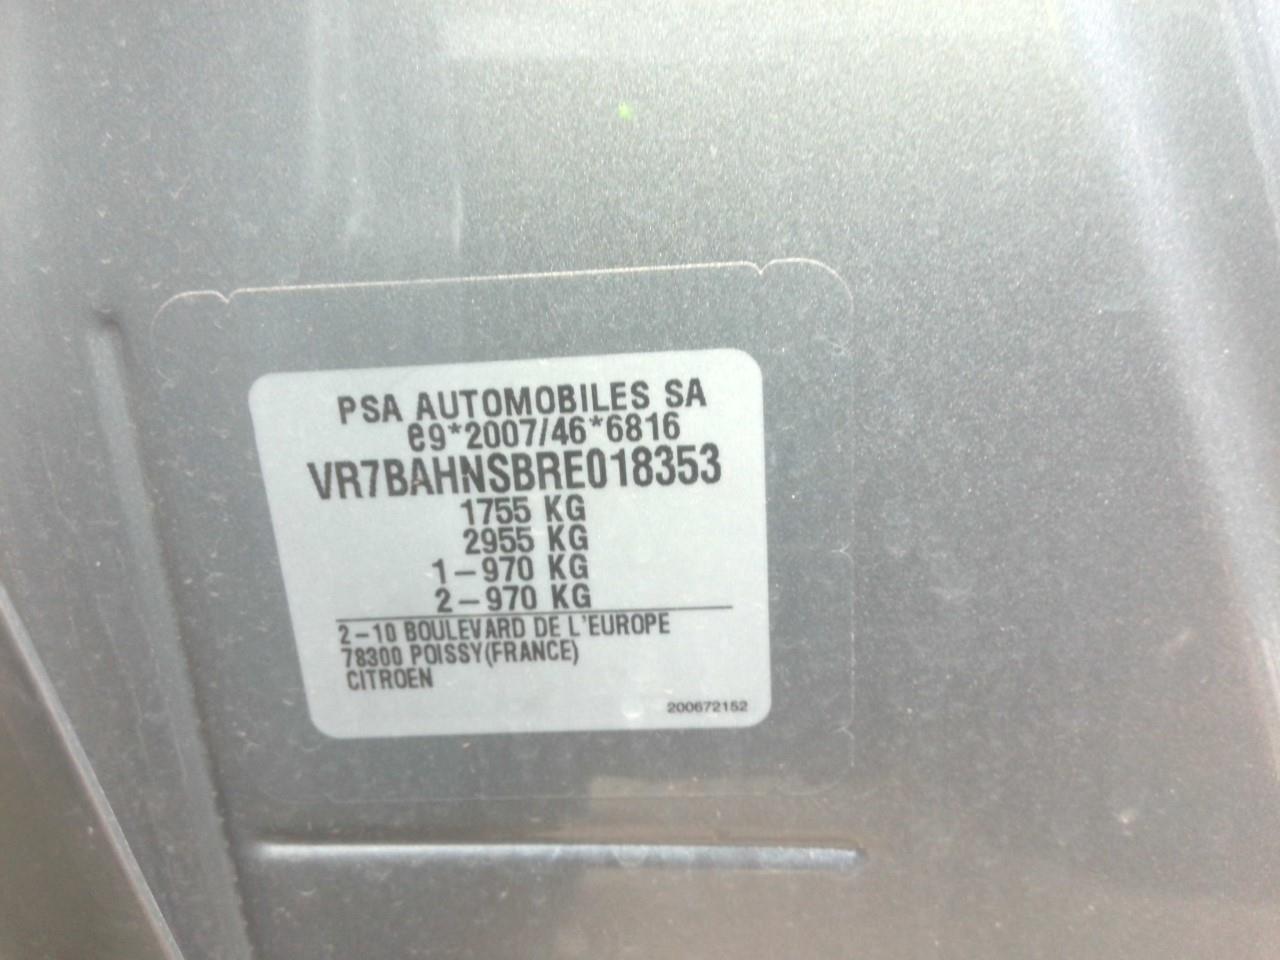 PSA AUTOMOBILES SA
e9*2007/46*6816
VR7BAHNSBRE018353
1755 KG
2955 KG
1-970 KG
2-970 KG
2-10 BOULEVARD DE L'EUROPE
78300 POISSY(FRANCE)
CITROEN
200672152